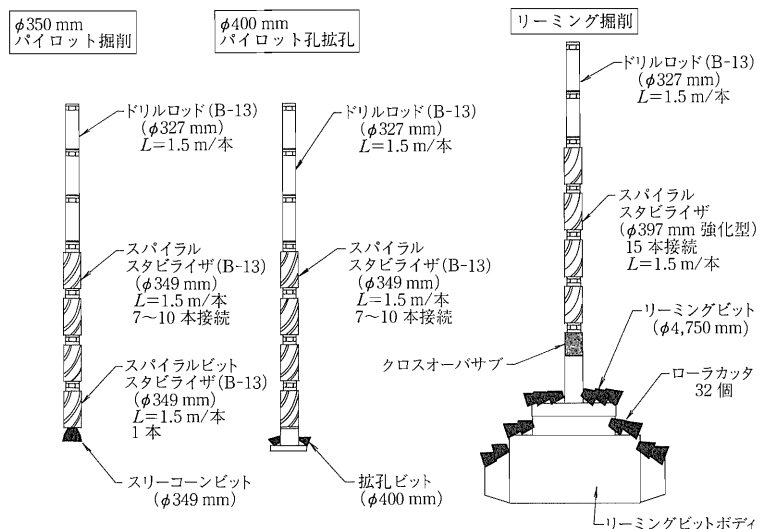 φ350 mm
パイロット掘削
ドリルロッド(B-13)
(φ327 mm)
L=1.5 m/本
スパイラル
スタビライザ(B-13)
(φ349 mm)
L=1.5 m/本
7〜10 本接続
スパイラルビット
スタビライザ(B-13)
(φ349 mm)
L=1.5 m/本
1 本
スリーコーンビット
(φ349 mm)
φ400 mm
パイロット孔拡孔
ドリルロッド(B-13)
(φ327 mm)
L=1.5 m/本
スパイラル
スタビライザ(B-13)
(φ349 mm)
L=1.5 m/本
7〜10 本接続
拡孔ビット
(φ400 mm)
リーミング掘削
ドリルロッド(B-13)
(φ327 mm)
L=1.5 m/本
スパイラル
スタビライザ
(φ397 mm 強化型)
15 本接続
L=1.5 m/本
リーミングビット
(φ4,750 mm)
クロスオーバサブ
ローラカッタ
32 個
リーミングビットボディ